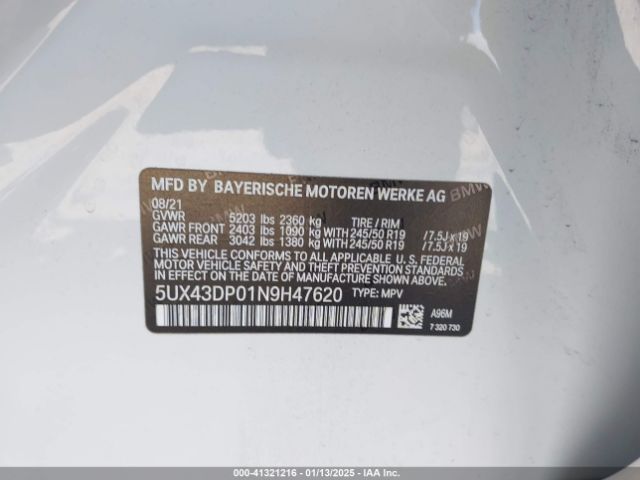 MFD BY BAYERISCHE MOTOREN WERKE AG
08/21
GVWR 5203 lbs 2360 kg TIRE / RIM
GAWR FRONT 2403 lbs 1090 kg WITH 245/50 R19 /7.5J x 19
GAWR REAR 3042 lbs 1380 kg WITH 245/50 R19 /7.5J x 19
THIS VEHICLE CONFORMS TO ALL APPLICABLE U. S. FEDERAL
MOTOR VEHICLE SAFETY, BUMPER, AND THEFT PREVENTION
STANDARDS IN EFFECT ON THE DATE OF MANUFACTURE SHOWN ABOVE.
5UX43DP01N9H47620 TYPE: MPV
A96M
7 320 730
000-41321216 - 01/13/2025 - IAA Inc. Copyright